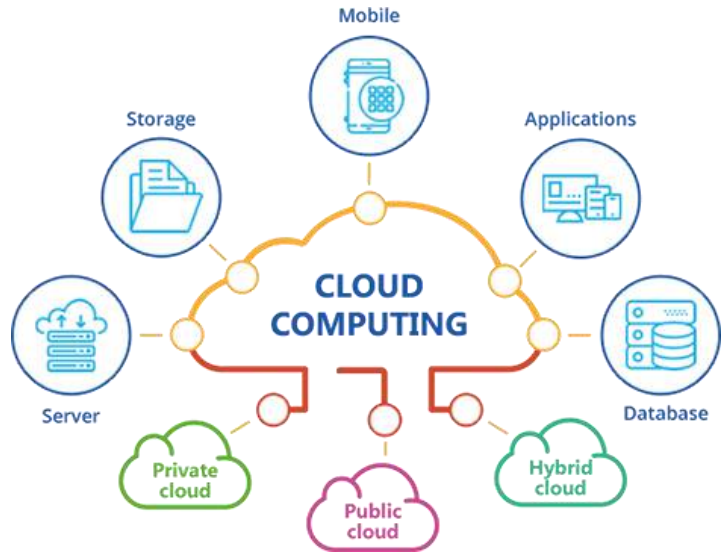 Mobile
Storage
Applications
CLOUD
COMPUTING
Server
Database
Private
cloud
Public
cloud
Hybrid
cloud